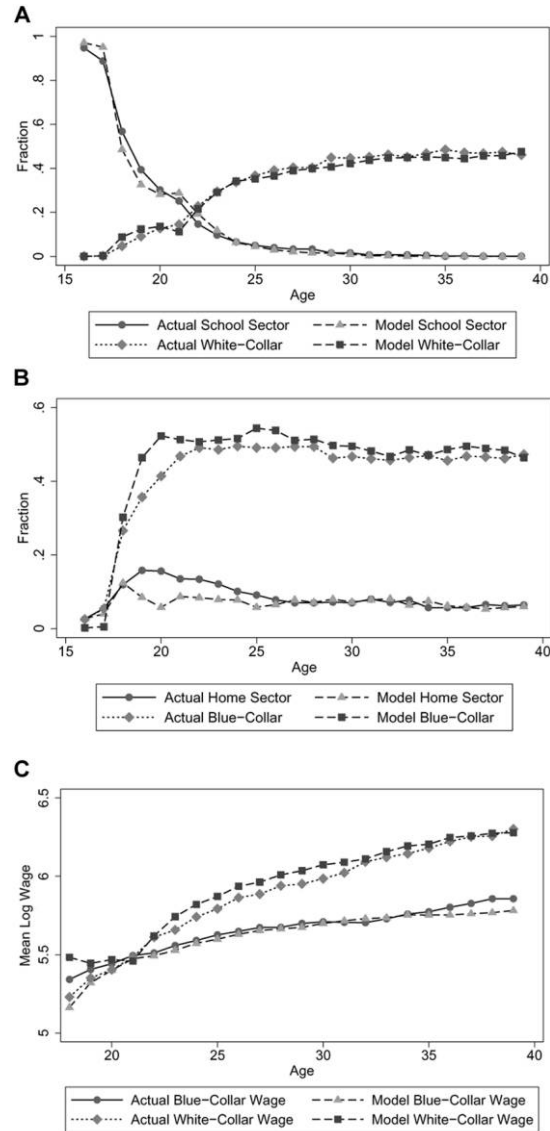 A
Fraction
1
.8
.6
.4
.2
0
15 20 25 30 35 40
Age
Actual School Sector Model School Sector
Actual White-Collar Model White-Collar
B
Fraction
.6
.4
.2
0
15 20 25 30 35 40
Age
Actual Home Sector Model Home Sector
Actual Blue-Collar Model Blue-Collar
C
Mean Log Wage
6.5
6
5.5
5
20 25 30 35 40
Age
Actual Blue-Collar Wage Model Blue-Collar Wage
Actual White-Collar Wage Model White-Collar Wage